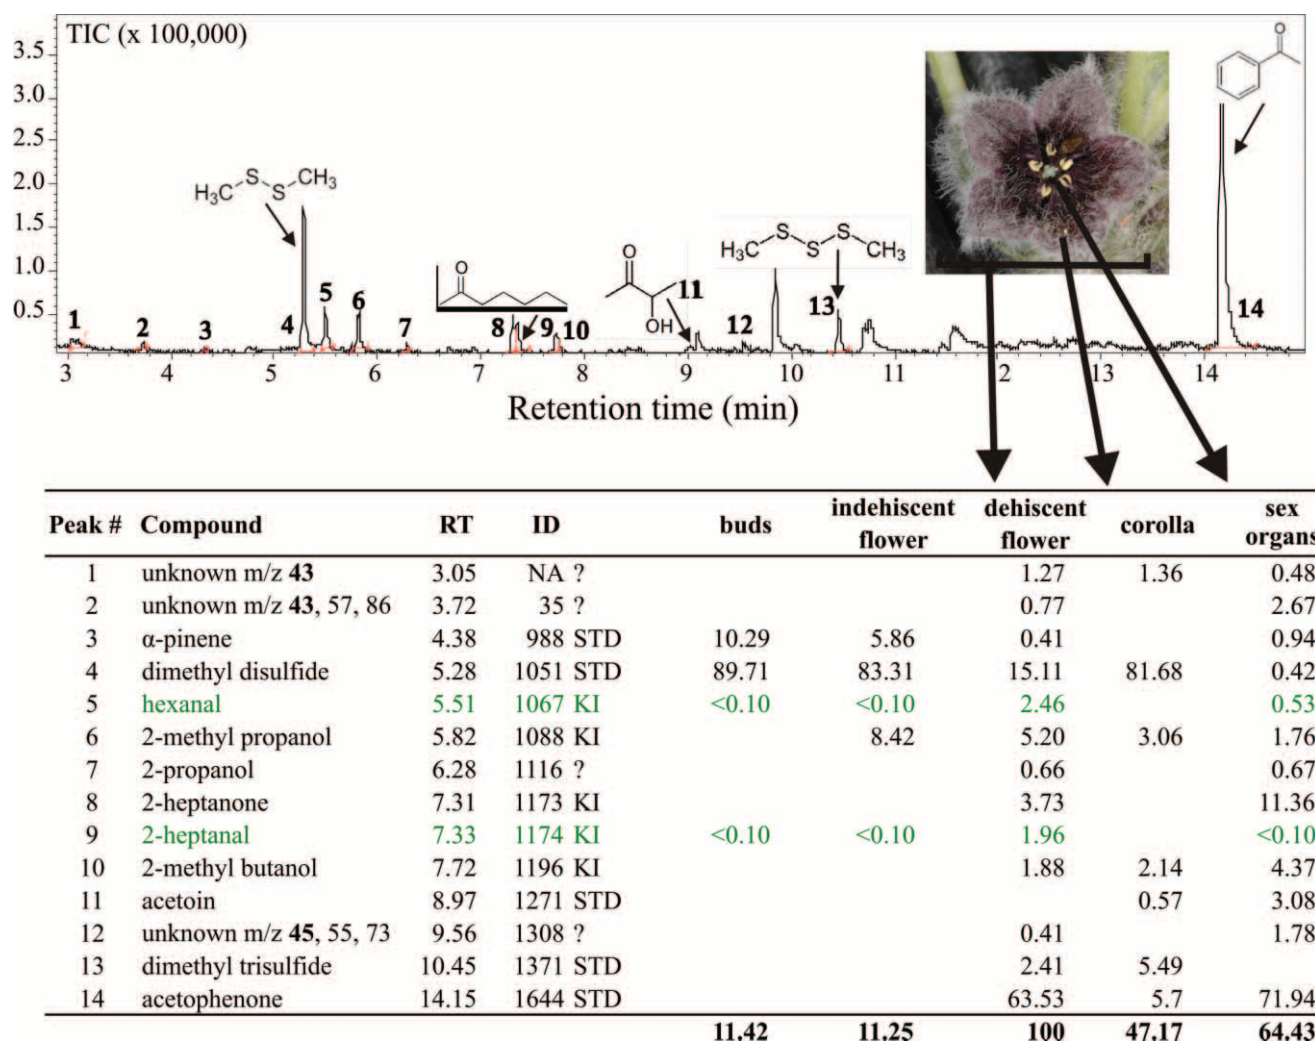 TIC (x 100,000)
3.5
3.0
2.5
2.0
1.5
1.0
0.5
H₃C S S CH₃
O
O
OH
H₃C S S S CH₃
O
1 2 3 4 5 6 7 8 9 10 11 12 13 14
3 4 5 6 7 8 9 10 11 12 13 14
Retention time (min)
Peak # Compound RT ID buds indehiscent flower dehiscent flower corolla sex organs
1 unknown m/z 43 3.05 NA ? 1.27 1.36 0.48
2 unknown m/z 43, 57, 86 3.72 35 ? 0.77 2.67
3 α-pinene 4.38 988 STD 10.29 5.86 0.41 0.94
4 dimethyl disulfide 5.28 1051 STD 89.71 83.31 15.11 81.68 0.42
5 hexanal 5.51 1067 KI <0.10 <0.10 2.46 0.53
6 2-methyl propanol 5.82 1088 KI 8.42 5.20 3.06 1.76
7 2-propanol 6.28 1116 ? 0.66 0.67
8 2-heptanone 7.31 1173 KI 3.73 11.36
9 2-heptanal 7.33 1174 KI <0.10 <0.10 1.96 <0.10
10 2-methyl butanol 7.72 1196 KI 1.88 2.14 4.37
11 acetoin 8.97 1271 STD 0.57 3.08
12 unknown m/z 45, 55, 73 9.56 1308 ? 0.41 1.78
13 dimethyl trisulfide 10.45 1371 STD 2.41 5.49
14 acetophenone 14.15 1644 STD 63.53 5.7 71.94
11.42 11.25 100 47.17 64.43